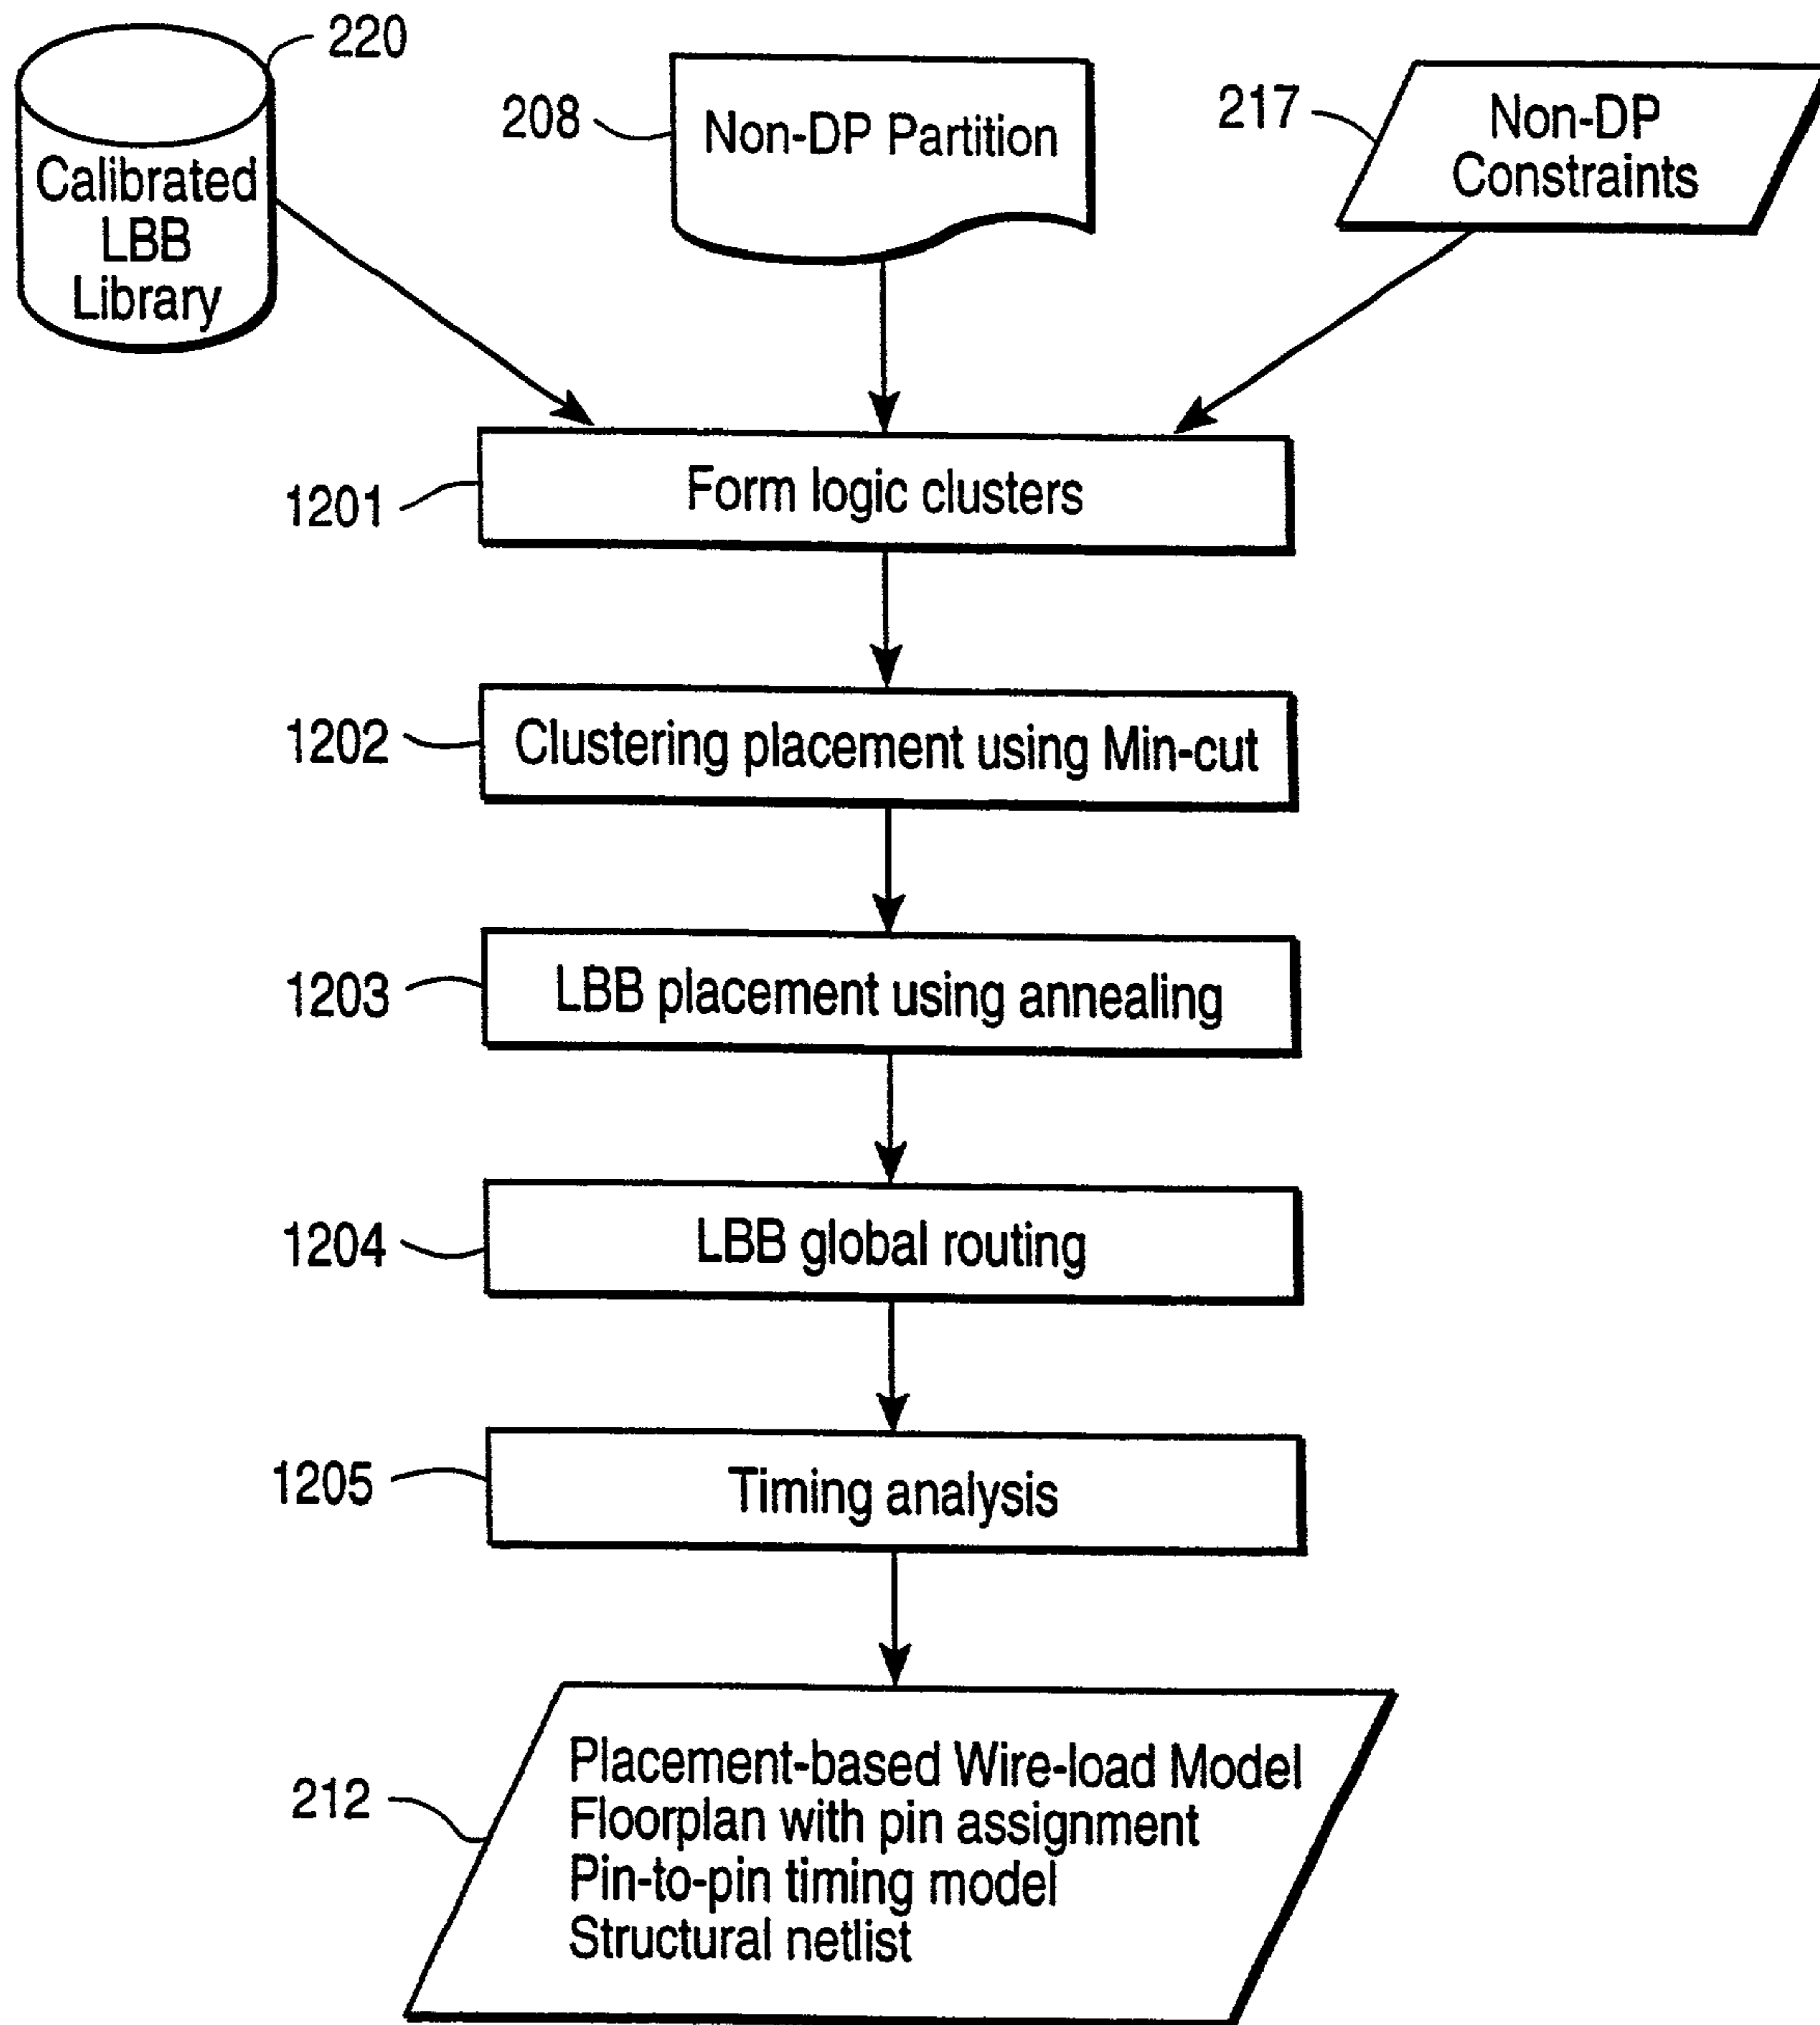 220
Calibrated
LBB
Library
208
Non-DP Partition
217
Non-DP
Constraints
1201
Form logic clusters
1202
Clustering placement using Min-cut
1203
LBB placement using annealing
1204
LBB global routing
1205
Timing analysis
212
Placement-based Wire-load Model
Floorplan with pin assignment
Pin-to-pin timing model
Structural netlist